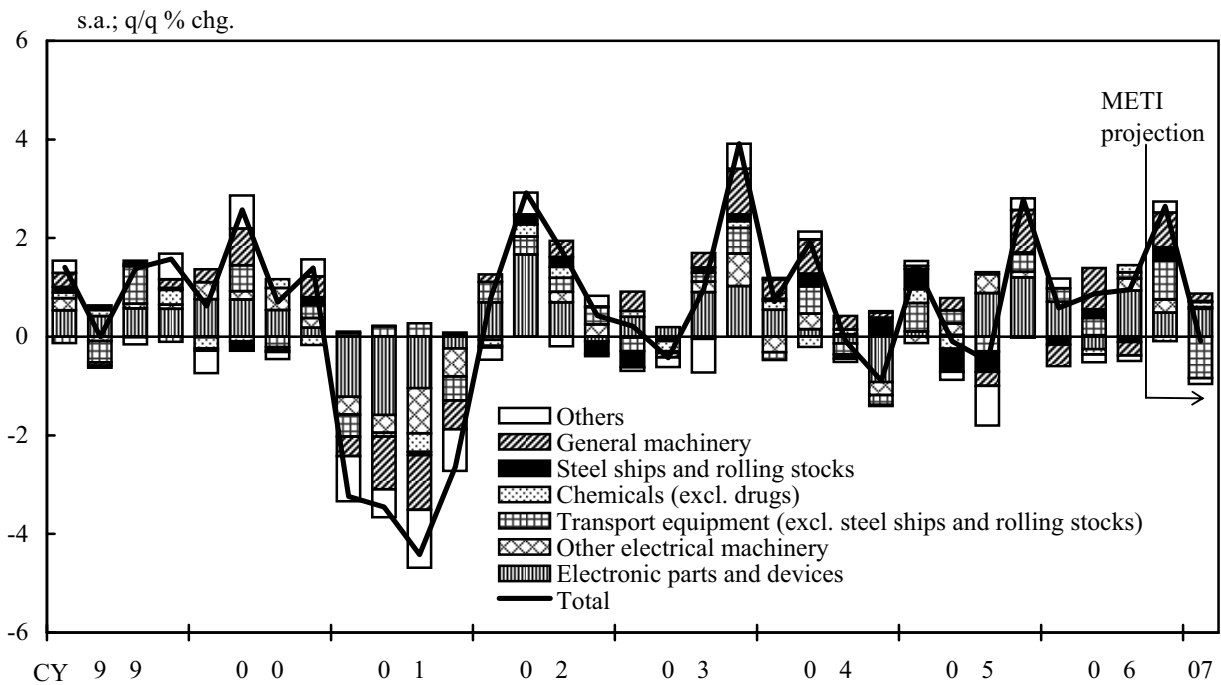 s.a.; q/q % chg.
6
4
2
0
-2
-4
-6
METI
projection
Others
General machinery
Steel ships and rolling stocks
Chemicals (excl. drugs)
Transport equipment (excl. steel ships and rolling stocks)
Other electrical machinery
Electronic parts and devices
Total
CY 9 9 0 0 0 1 0 2 0 3 0 4 0 5 0 6 07